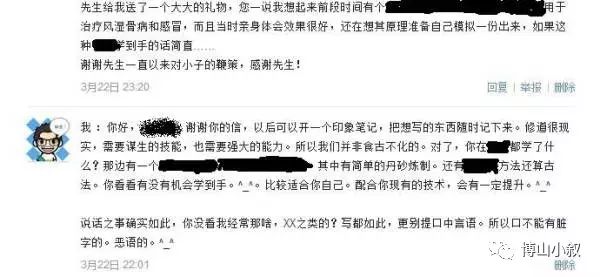 先生给我送了一个大大的礼物，您一说我想起来前段时间有个 用于
治疗风湿骨病和感冒，而且当时亲身体会效果很好，还在想其原理准备自己模拟一份出来，如果这
种 学到手的话简直……
谢谢先生一直以来对小子的鞭策，感谢先生！
3月22日 23:20
回复 | 举报 | 删除
我 : 你好， 谢谢你的信，以后可以开一个印象笔记，把想写的东西随时记下来。修道很现
实，需要谋生的技能，也需要强大的能力。所以我们并非食古不化的。对了，你在 都学了什
么？那边有一个 其中有简单的丹砂炼制。还有 方法还算古
法。你看看有没有机会学到手。^_^。比较适合你自己。配合你现有的技术，会有一定提升。^_^
说话之事确实如此，你没看我经常那啥，XX之类的？写都如此，更别提口中言语。所以口不能有脏
字的。恶语的。^_^
3月22日 22:01
博山小叙
删除